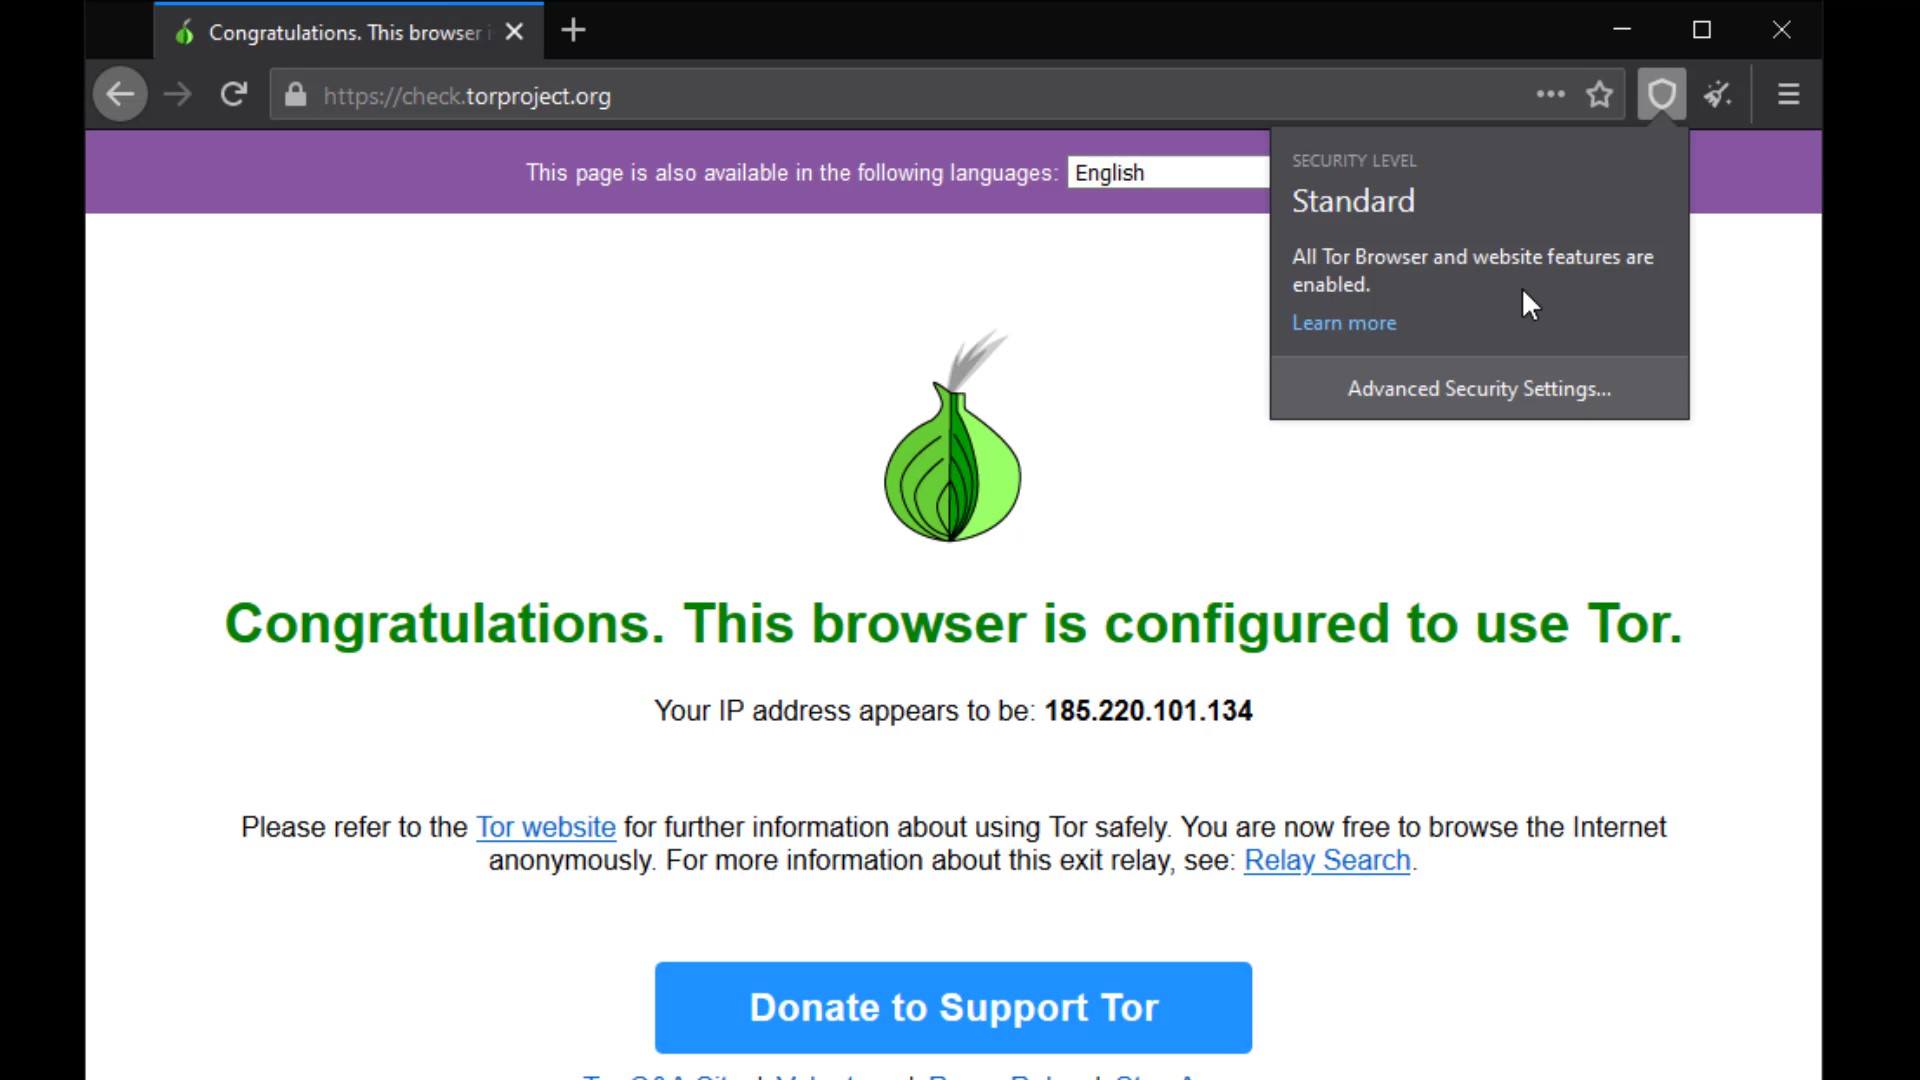 Congratulations. This browser i
https://check.torproject.org
This page is also available in the following languages: English
SECURITY LEVEL
Standard
All Tor Browser and website features are
enabled.
Learn more
Advanced Security Settings...
Congratulations. This browser is configured to use Tor.
Your IP address appears to be: 185.220.101.134
Please refer to the Tor website for further information about using Tor safely. You are now free to browse the Internet
anonymously. For more information about this exit relay, see: Relay Search.
Donate to Support Tor